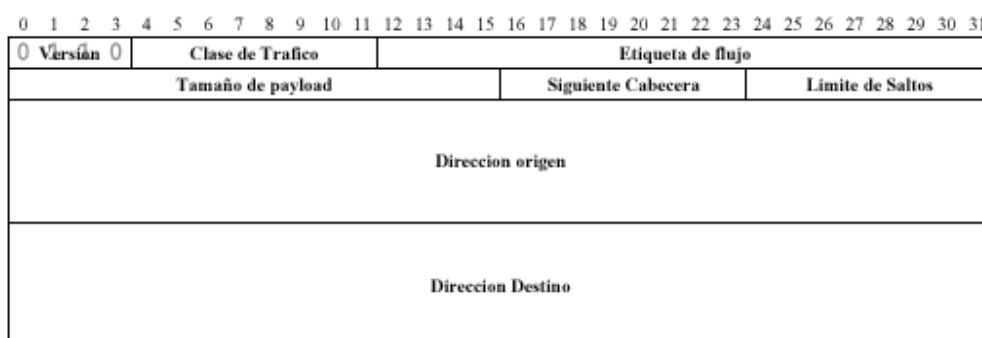 0 1 2 3 4 5 6 7 8 9 10 11 12 13 14 15 16 17 18 19 20 21 22 23 24 25 26 27 28 29 30 31
0 1 1 0 Versión Clase de Trafico Etiqueta de flujo
Tamaño de payload Siguiente Cabecera Limite de Saltos
Direccion origen
Direccion Destino